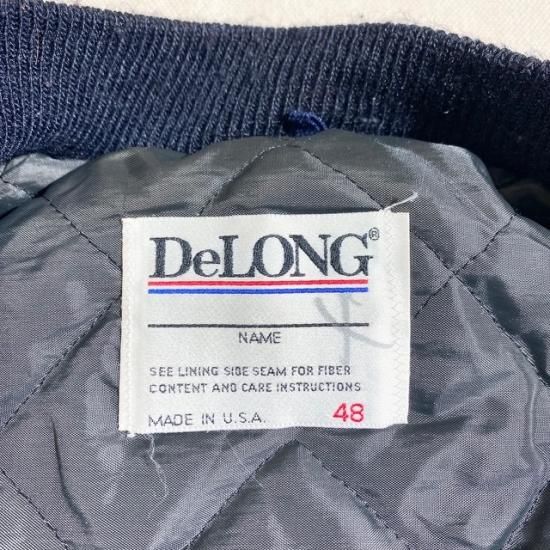 DeLONG®
NAME
SEE LINING SIDE SEAM FOR FIBER
CONTENT AND CARE INSTRUCTIONS
MADE IN U.S.A. 48